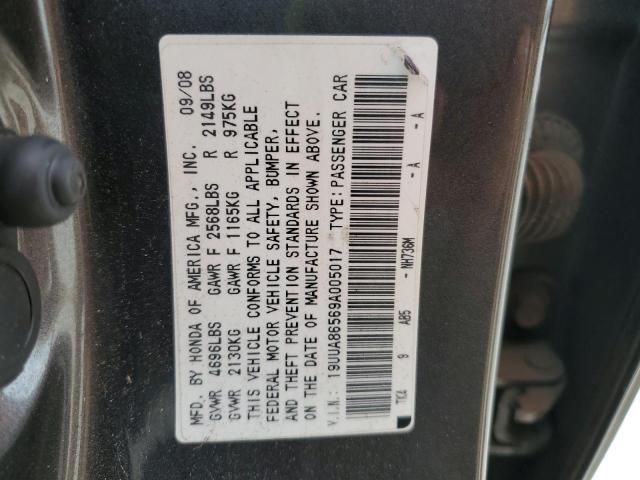 MFD. BY HONDA OF AMERICA MFG., INC. 09/08
GVWR 4696LBS GAWR F 2568LBS R 2149LBS
GVWR 2130KG GAWR F 1165KG R 975KG
THIS VEHICLE CONFORMS TO ALL APPLICABLE
FEDERAL MOTOR VEHICLE SAFETY, BUMPER,
AND THEFT PREVENTION STANDARDS IN EFFECT
ON THE DATE OF MANUFACTURE SHOWN ABOVE.
V.I.N.: 19UUA86569A005017 TYPE: PASSENGER CAR
TK4 9 A05 - NH736M - A - A